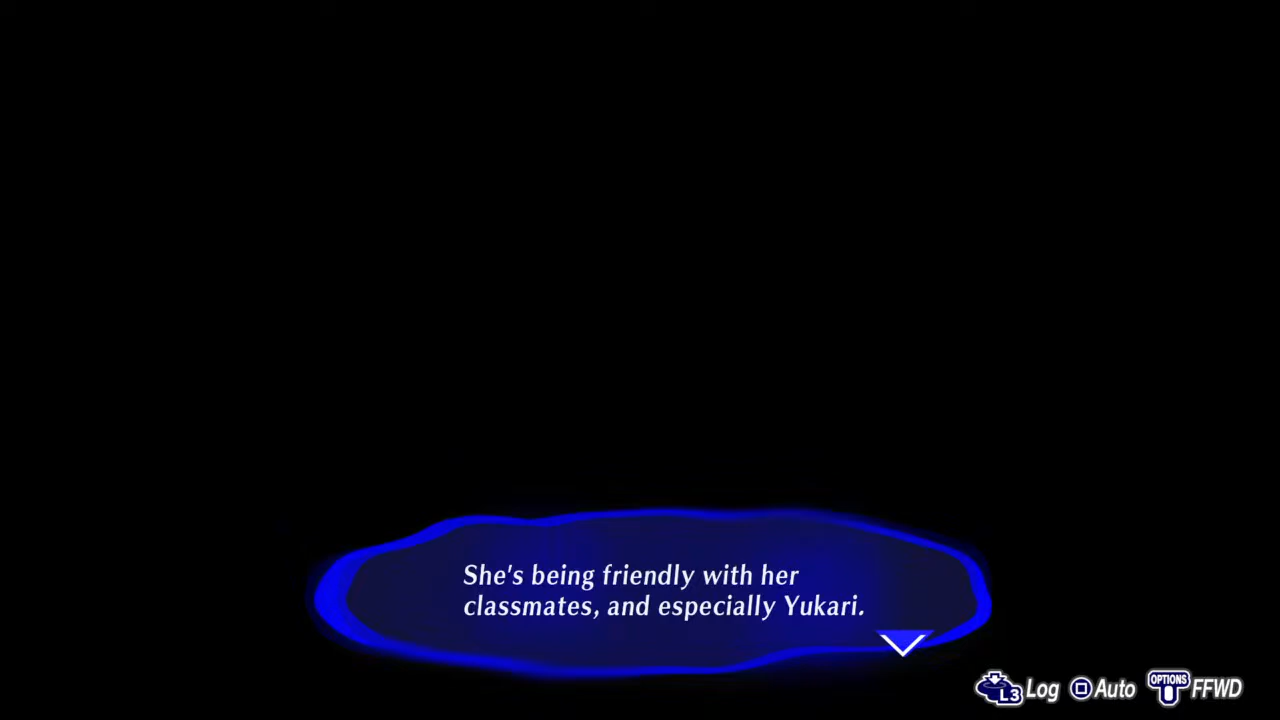 She's being friendly with her
classmates, and especially Yukari.
L3 Log Auto OPTIONS FFWD